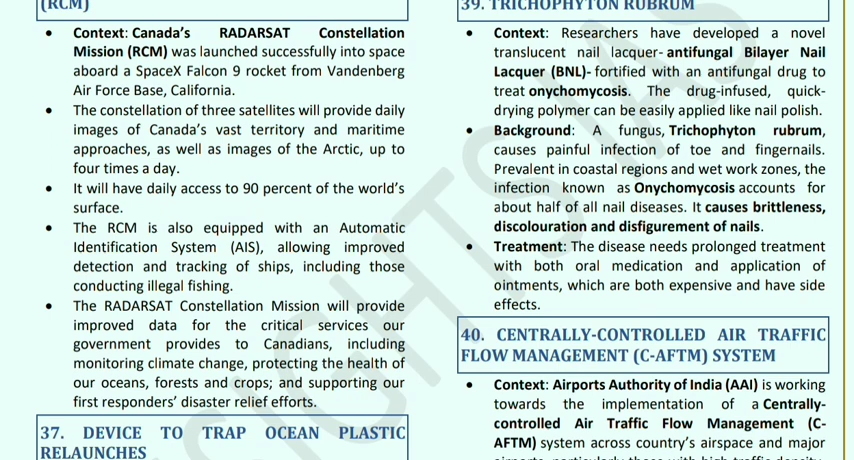 (RCM)
• Context: Canada's RADARSAT Constellation
Mission (RCM) was launched successfully into space
aboard a SpaceX Falcon 9 rocket from Vandenberg
Air Force Base, California.
• The constellation of three satellites will provide daily
images of Canada's vast territory and maritime
approaches, as well as images of the Arctic, up to
four times a day.
• It will have daily access to 90 percent of the world's
surface.
• The RCM is also equipped with an Automatic
Identification System (AIS), allowing improved
detection and tracking of ships, including those
conducting illegal fishing.
• The RADARSAT Constellation Mission will provide
improved data for the critical services our
government provides to Canadians, including
monitoring climate change, protecting the health of
our oceans, forests and crops; and supporting our
first responders' disaster relief efforts.
37. DEVICE TO TRAP OCEAN PLASTIC
RELAUNCHES
39. TRICHOPHYTON RUBRUM
• Context: Researchers have developed a novel
translucent nail lacquer- antifungal Bilayer Nail
Lacquer (BNL)- fortified with an antifungal drug to
treat onychomycosis. The drug-infused, quick-
drying polymer can be easily applied like nail polish.
• Background: A fungus, Trichophyton rubrum,
causes painful infection of toe and fingernails.
Prevalent in coastal regions and wet work zones, the
infection known as Onychomycosis accounts for
about half of all nail diseases. It causes brittleness,
discolouration and disfigurement of nails.
• Treatment: The disease needs prolonged treatment
with both oral medication and application of
ointments, which are both expensive and have side
effects.
40. CENTRALLY-CONTROLLED AIR TRAFFIC
FLOW MANAGEMENT (C-AFTM) SYSTEM
• Context: Airports Authority of India (AAI) is working
towards the implementation of a Centrally-
controlled Air Traffic Flow Management (C-
AFTM) system across country's airspace and major
airports, particularly those with high traffic density.